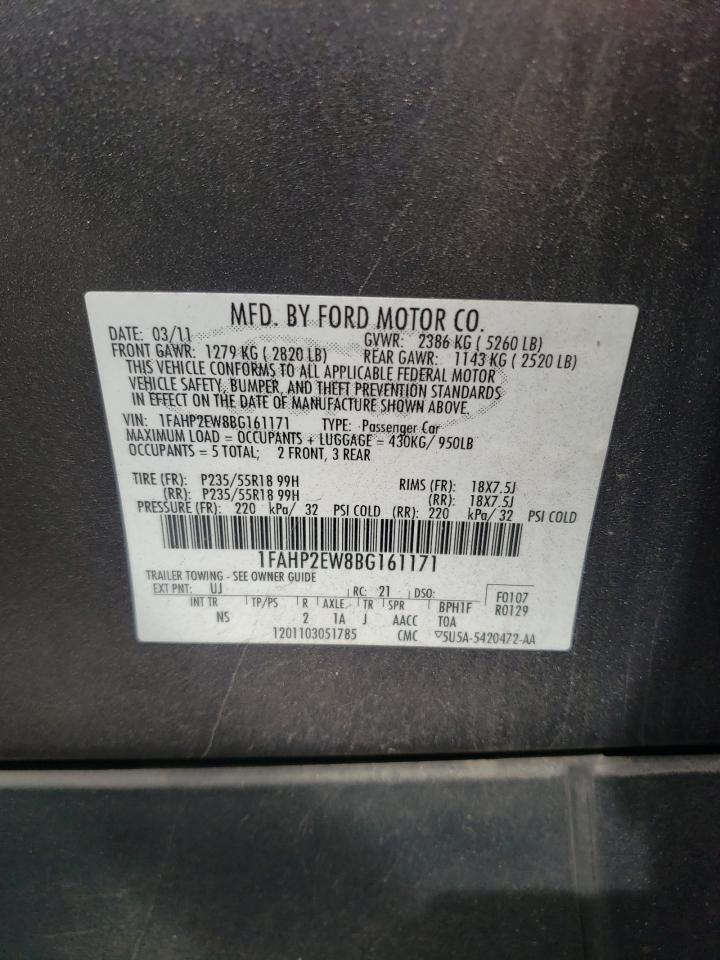 MFD. BY FORD MOTOR CO.
DATE: 03/11 GVWR: 2386 KG ( 5260 LB)
FRONT GAWR: 1279 KG ( 2820 LB) REAR GAWR: 1143 KG ( 2520 LB)
THIS VEHICLE CONFORMS TO ALL APPLICABLE FEDERAL MOTOR
VEHICLE SAFETY, BUMPER, AND THEFT PREVENTION STANDARDS
IN EFFECT ON THE DATE OF MANUFACTURE SHOWN ABOVE.
VIN: 1FAHP2EW8BG161171 TYPE: Passenger Car
MAXIMUM LOAD = OCCUPANTS + LUGGAGE = 430KG/ 950LB
OCCUPANTS = 5 TOTAL; 2 FRONT, 3 REAR
TIRE (FR): P235/55R18 99H RIMS (FR): 18X7.5J
(RR): P235/55R18 99H (RR): 18X7.5J
PRESSURE (FR): 220 kPa/ 32 PSI COLD (RR): 220 kPa/ 32 PSI COLD
1FAHP2EW8BG161171
TRAILER TOWING - SEE OWNER GUIDE
EXT PNT: UJ RC: 21 DSO: F0107
INT TR TP/PS R AXLE TR SPR BPH1F R0129
NS 2 1A J AACC T0A
1201103051785 CMC ▽5U5A-5420472-AA